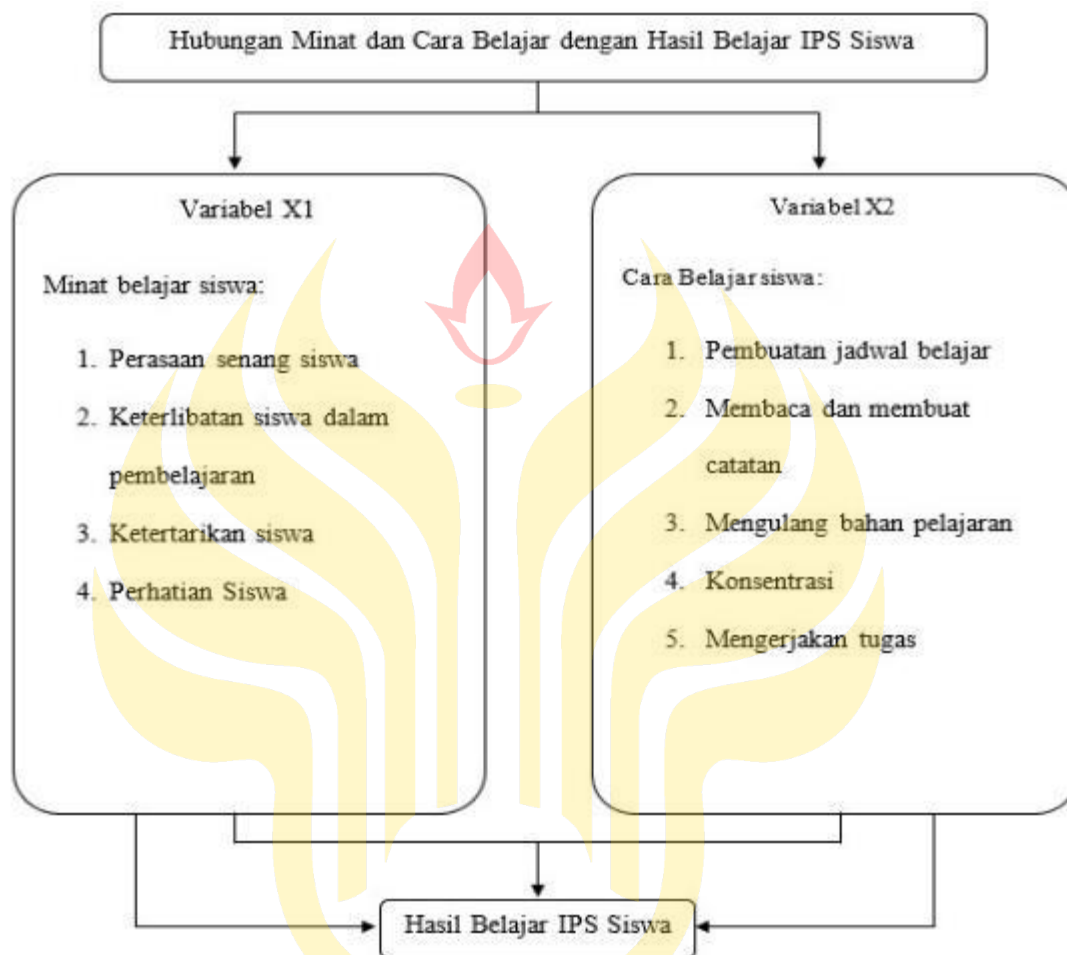 Hubungan Minat dan Cara Belajar dengan Hasil Belajar IPS Siswa
Variabel X1
Minat belajar siswa:
1. Perasaan senang siswa
2. Keterlibatan siswa dalam
pembelajaran
3. Ketertarikan siswa
4. Perhatian Siswa
Variabel X2
Cara Belajar siswa:
1. Pembuatan jadwal belajar
2. Membaca dan membuat
catatan
3. Mengulang bahan pelajaran
4. Konsentrasi
5. Mengerjakan tugas
Hasil Belajar IPS Siswa